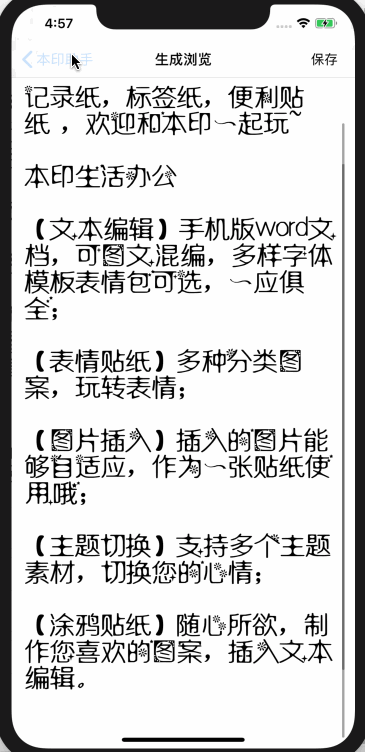 4:57
本印助手
生成浏览
保存
记录纸，标签纸，便利贴
纸 ，欢迎和本印一起玩~
本印生活办公
【文本编辑】手机版word文
档，可图文混编，多样字体
模板表情包可选，一应俱
全；
【表情贴纸】多种分类图
案，玩转表情；
【图片插入】插入的图片能
够自适应，作为一张贴纸使
用哦；
【主题切换】支持多个主题
素材，切换您的心情；
【涂鸦贴纸】随心所欲，制
作您喜欢的图案，插入文本
编辑。